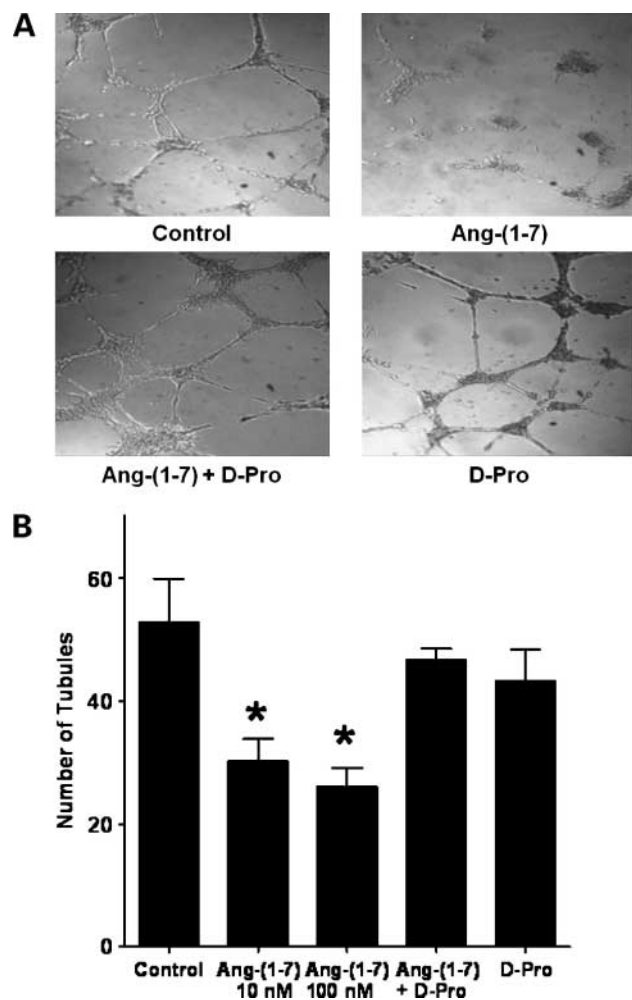 A
Control
Ang-(1-7)
Ang-(1-7) + D-Pro
D-Pro
B
Number of Tubules
60
40
20
0
Control
Ang-(1-7)
10 nM
Ang-(1-7)
100 nM
Ang-(1-7)
+ D-Pro
D-Pro
*
*